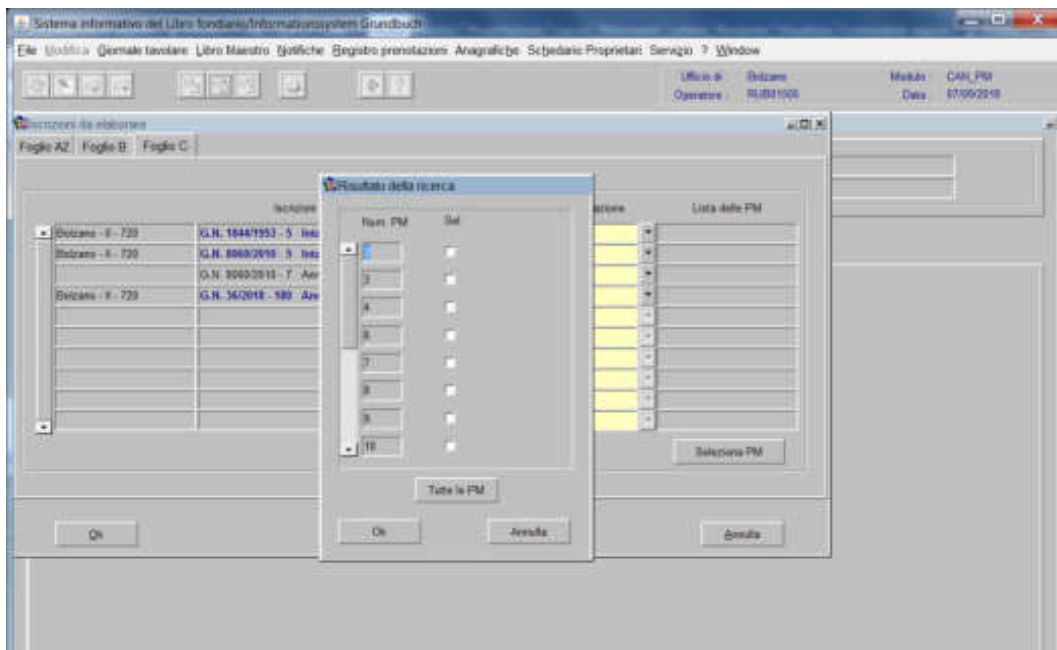 Sistema informativo del Libro fondiario/Informationssystem Grundbuch
File Modifica Giornale tavolare Libro Maestro Notifiche Registro prenotazioni Anagrafiche Schedario Proprietari Servizio ? Window
Ufficio di Bolzano Modulo CAN_PM
Operatore Data 07/09/2018
Iscrizioni da elaborare
Foglio A2 Foglio B Foglio C
Risultato della ricerca
Iscrizione Lista delle PM
Num. PM Sel
Bolzano - II - 720 G.N. 1844/1953 - 5
Bolzano - II - 720 G.N. 8060/2010 - 5
G.N. 8060/2010 - 7
Bolzano - II - 720 G.N. 36/2018 - 100
2
3
4
6
7
8
9
10
Seleziona PM
Tutte le PM
Ok Annulla
Ok Annulla